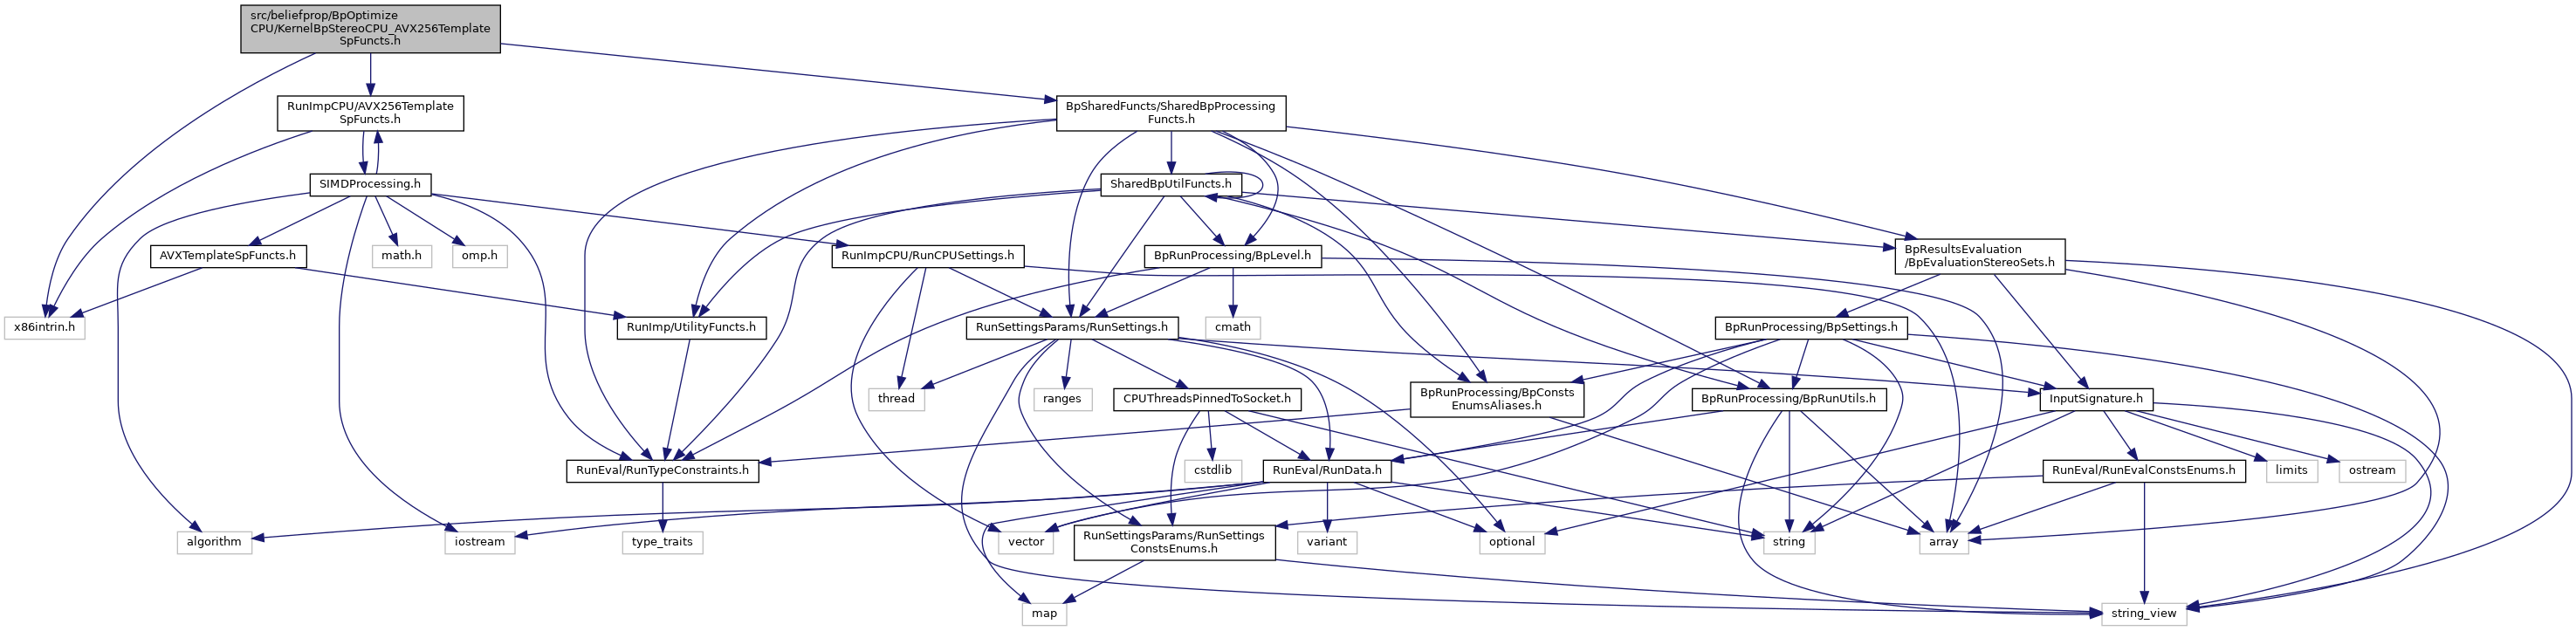 src/beliefprop/BpOptimize
CPU/KernelBpStereoCPU_AVX256Template
SpFuncts.h
RunImpCPU/AVX256Template
SpFuncts.h
BpSharedFuncts/SharedBpProcessing
Functs.h
SIMDProcessing.h
SharedBpUtilFuncts.h
AVXTemplateSpFuncts.h
math.h
omp.h
RunImpCPU/RunCPUSettings.h
BpRunProcessing/BpLevel.h
BpResultsEvaluation
/BpEvaluationStereoSets.h
x86intrin.h
RunImp/UtilityFuncts.h
RunSettingsParams/RunSettings.h
cmath
BpRunProcessing/BpSettings.h
thread
ranges
CPUThreadsPinnedToSocket.h
BpRunProcessing/BpConsts
EnumsAliases.h
BpRunProcessing/BpRunUtils.h
InputSignature.h
RunEval/RunTypeConstraints.h
cstdlib
RunEval/RunData.h
RunEval/RunEvalConstsEnums.h
limits
ostream
algorithm
iostream
type_traits
vector
RunSettingsParams/RunSettings
ConstsEnums.h
variant
optional
string
array
map
string_view